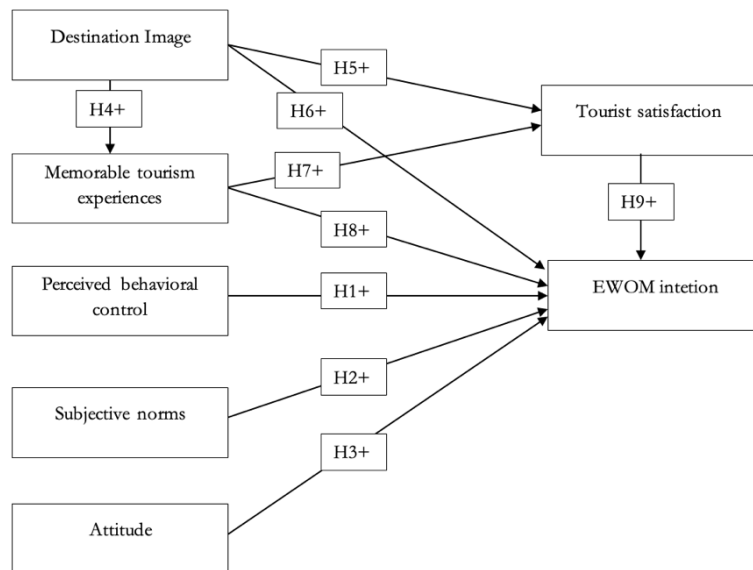 Destination Image
H5+
H4+
H6+
Tourist satisfaction
Memorable tourism
experiences
H7+
H9+
H8+
Perceived behavioral
control
H1+
EWOM intetion
Subjective norms
H2+
H3+
Attitude